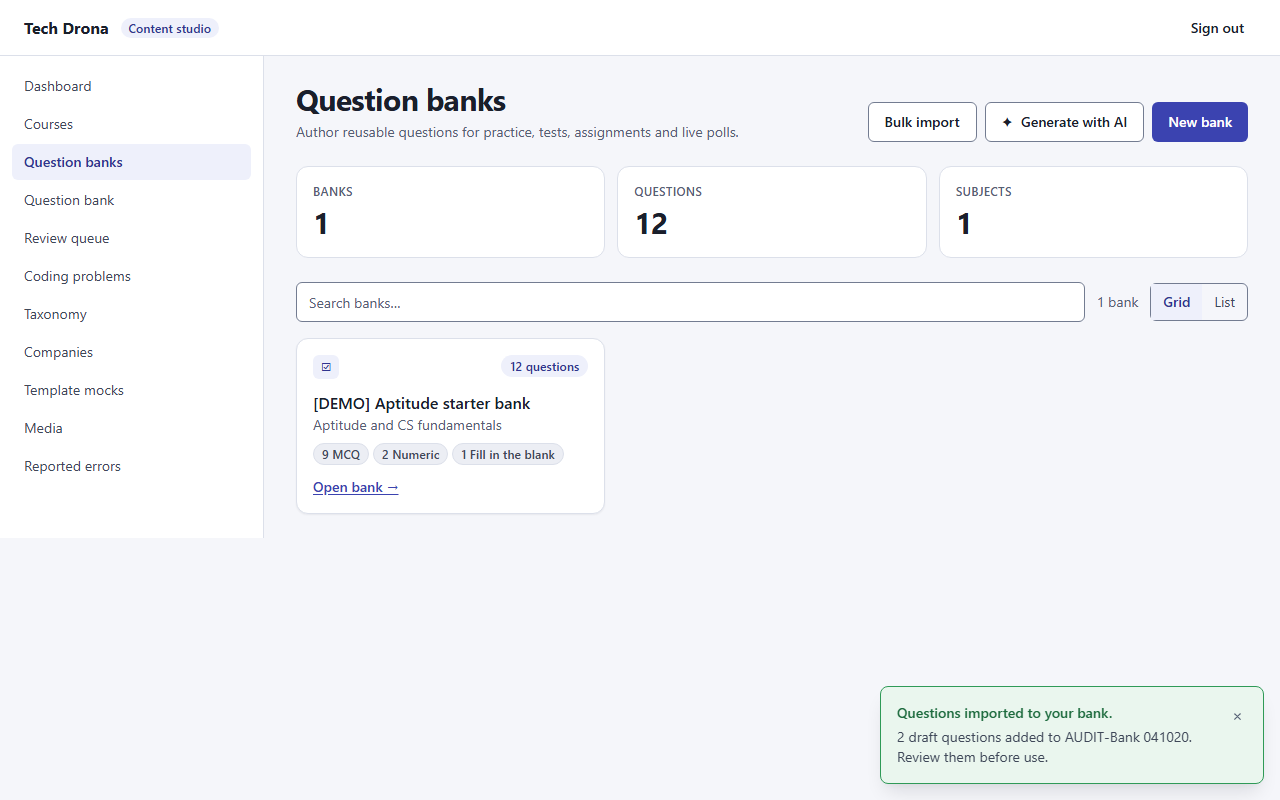 Tech Drona
Content studio
Sign out
Dashboard
Courses
Question banks
Question bank
Review queue
Coding problems
Taxonomy
Companies
Template mocks
Media
Reported errors
Question banks
Author reusable questions for practice, tests, assignments and live polls.
Bulk import
✦ Generate with AI
New bank
BANKS
1
QUESTIONS
12
SUBJECTS
1
Search banks...
1 bank
Grid
List
☑
12 questions
[DEMO] Aptitude starter bank
Aptitude and CS fundamentals
9 MCQ
2 Numeric
1 Fill in the blank
Open bank →
Questions imported to your bank.
×
2 draft questions added to AUDIT-Bank 041020.
Review them before use.